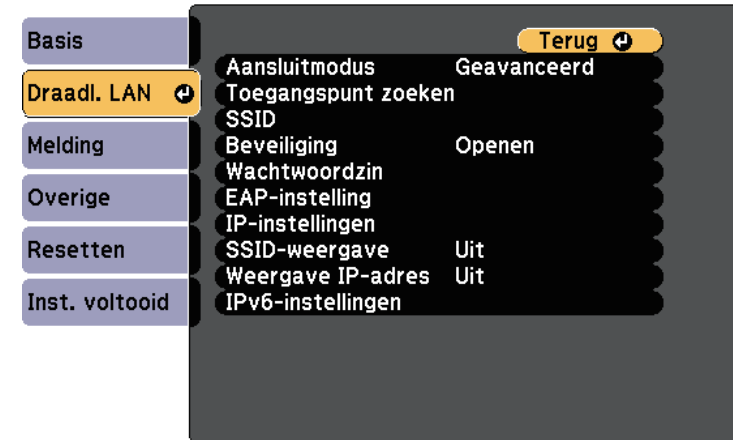 Basis
Draadl. LAN
Melding
Overige
Resetten
Inst. voltooid
Terug
Aansluitmodus Geavanceerd
Toegangspunt zoeken
SSID
Beveiliging Openen
Wachtwoordzin
EAP-instelling
IP-instellingen
SSID-weergave Uit
Weergave IP-adres Uit
IPv6-instellingen